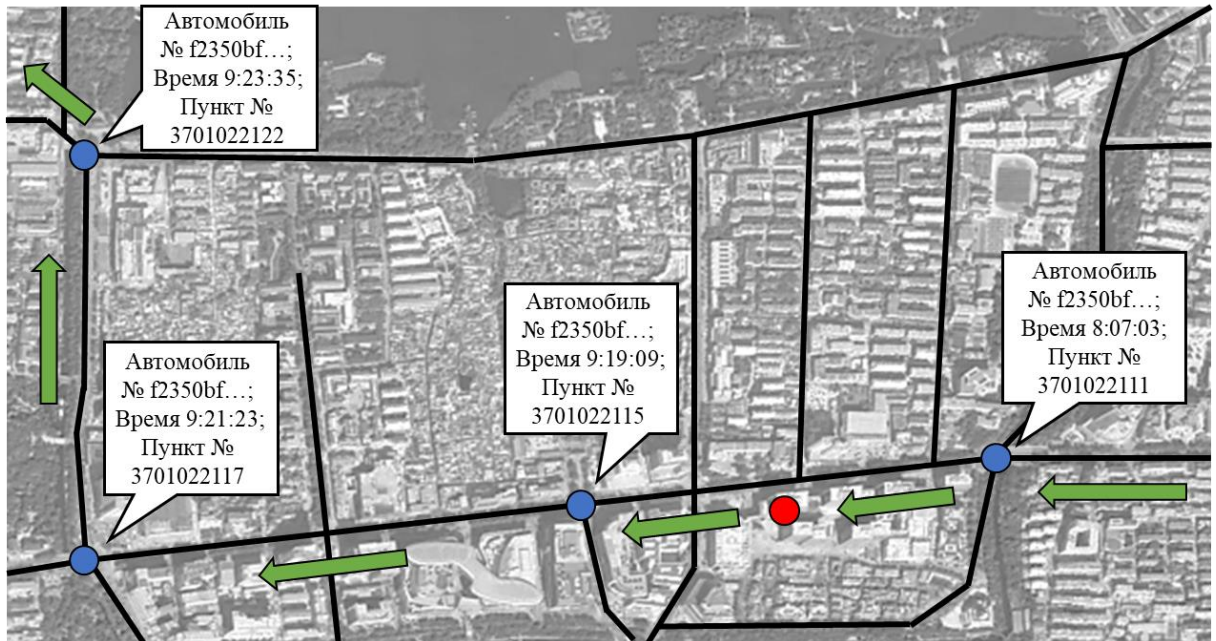 Автомобиль
№ f2350bf…;
Время 9:23:35;
Пункт №
3701022122
Автомобиль
№ f2350bf…;
Время 8:07:03;
Пункт №
3701022111
Автомобиль
№ f2350bf…;
Время 9:19:09;
Пункт №
3701022115
Автомобиль
№ f2350bf…;
Время 9:21:23;
Пункт №
3701022117